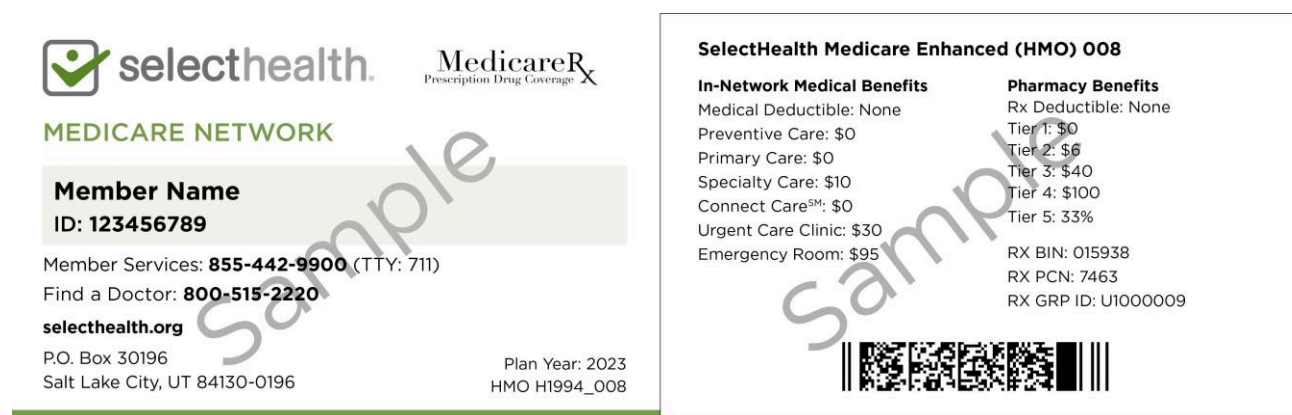 selecthealth.
MedicareRx
Prescription Drug Coverage
MEDICARE NETWORK
Member Name
ID: 123456789
Member Services: 855-442-9900 (TTY: 711)
Find a Doctor: 800-515-2220
selecthealth.org
P.O. Box 30196
Salt Lake City, UT 84130-0196
Plan Year: 2023
HMO H1994_008
Sample
SelectHealth Medicare Enhanced (HMO) 008
In-Network Medical Benefits
Medical Deductible: None
Preventive Care: $0
Primary Care: $0
Specialty Care: $10
Connect Care℠: $0
Urgent Care Clinic: $30
Emergency Room: $95
Pharmacy Benefits
Rx Deductible: None
Tier 1: $0
Tier 2: $6
Tier 3: $40
Tier 4: $100
Tier 5: 33%
RX BIN: 015938
RX PCN: 7463
RX GRP ID: U1000009
Sample